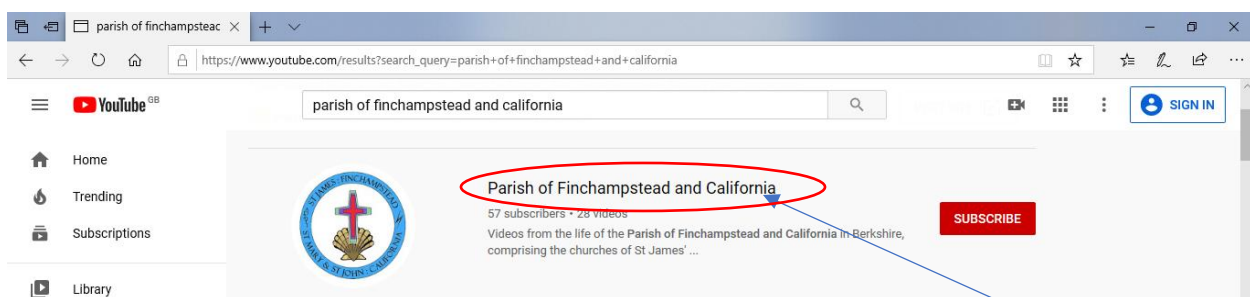 parish of finchampsteac
https://www.youtube.com/results?search_query=parish+of+finchampstead+and+california
YouTube GB
parish of finchampstead and california
SIGN IN
Home
Trending
Subscriptions
Library
ST JAMES - FINCHAMPSTEAD
ST MARY & ST JOHN : CALIFORNIA
Parish of Finchampstead and California
57 subscribers • 28 videos
Videos from the life of the Parish of Finchampstead and California in Berkshire,
comprising the churches of St James' ...
SUBSCRIBE